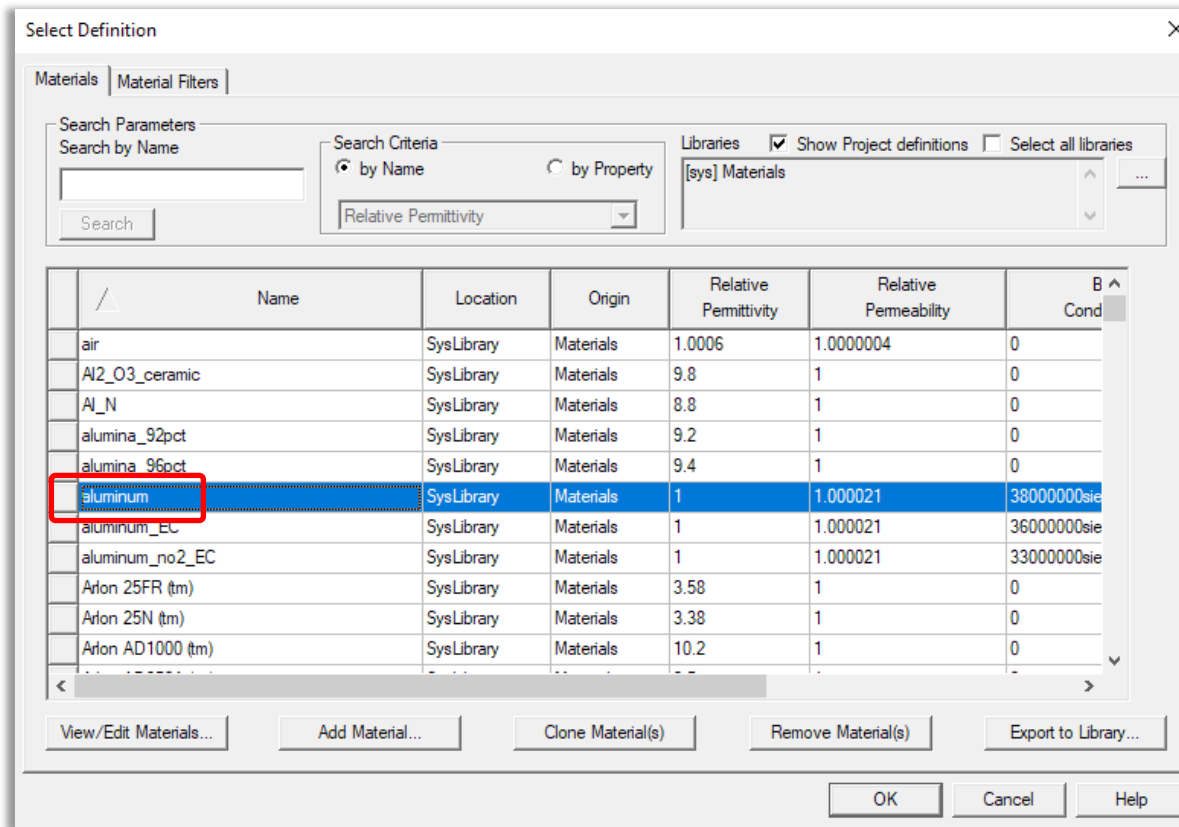 Select Definition
Materials
Material Filters
Search Parameters
Search by Name
Search
Search Criteria
by Name
by Property
Relative Permittivity
Libraries
Show Project definitions
Select all libraries
[sys] Materials
...
Name Location Origin Relative Permittivity Relative Permeability B Cond
air SysLibrary Materials 1.0006 1.0000004 0
Al2_O3_ceramic SysLibrary Materials 9.8 1 0
Al_N SysLibrary Materials 8.8 1 0
alumina_92pct SysLibrary Materials 9.2 1 0
alumina_96pct SysLibrary Materials 9.4 1 0
aluminum SysLibrary Materials 1 1.000021 38000000sie
aluminum_EC SysLibrary Materials 1 1.000021 36000000sie
aluminum_no2_EC SysLibrary Materials 1 1.000021 33000000sie
Arlon 25FR (tm) SysLibrary Materials 3.58 1 0
Arlon 25N (tm) SysLibrary Materials 3.38 1 0
Arlon AD1000 (tm) SysLibrary Materials 10.2 1 0
View/Edit Materials...
Add Material...
Clone Material(s)
Remove Material(s)
Export to Library...
OK
Cancel
Help